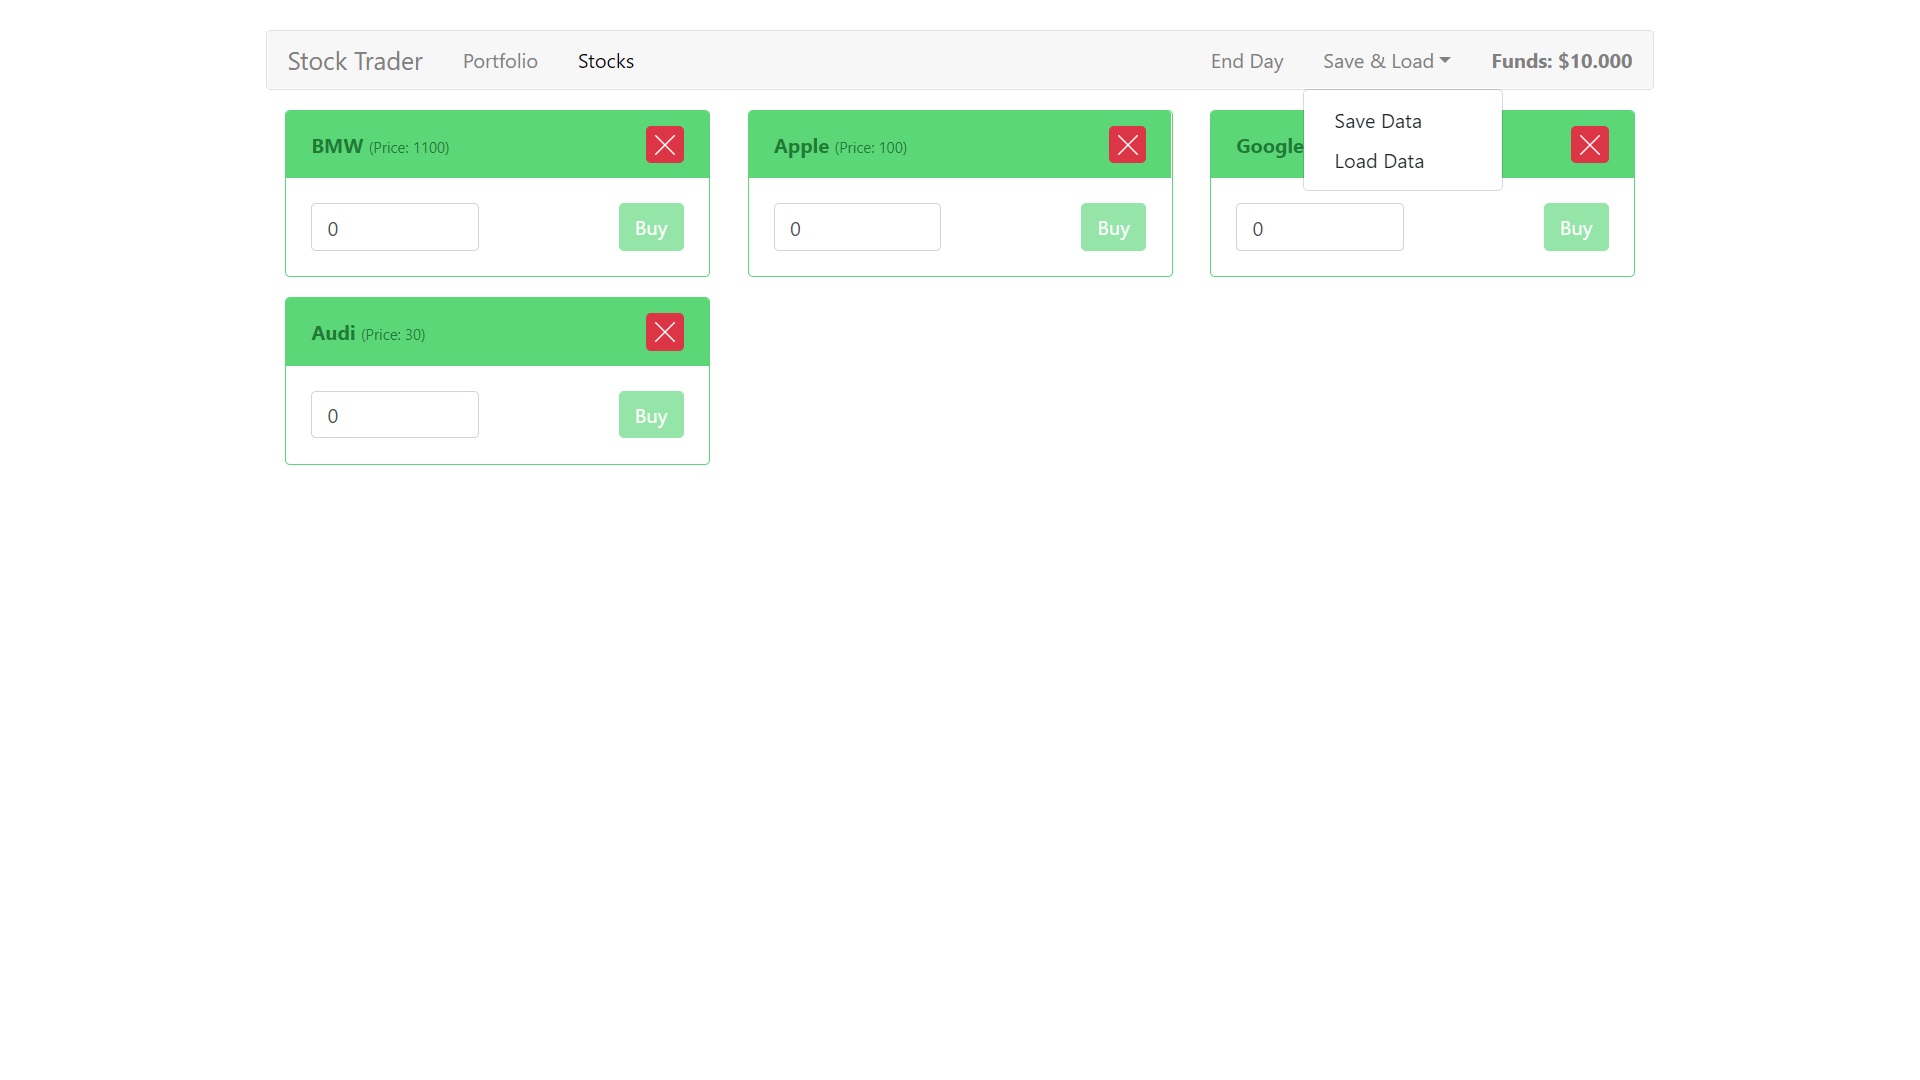 Stock Trader Portfolio Stocks End Day Save & Load Funds: $10.000
Save Data
Load Data
BMW (Price: 1100)
0 Buy
Apple (Price: 100)
0 Buy
Google
0 Buy
Audi (Price: 30)
0 Buy